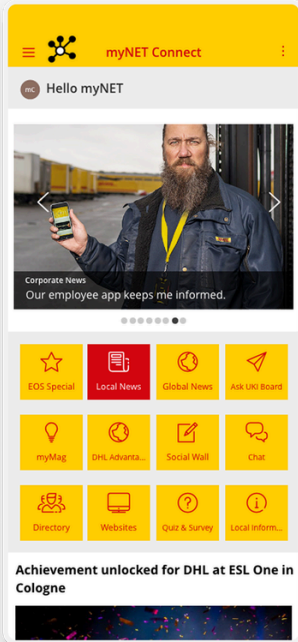 myNET Connect
mc
Hello myNET
Corporate News
Our employee app keeps me informed.
EOS Special
Local News
Global News
Ask UKI Board
myMag
DHL Advanta...
Social Wall
Chat
Directory
Websites
Quiz & Survey
Local Inform...
Achievement unlocked for DHL at ESL One in
Cologne